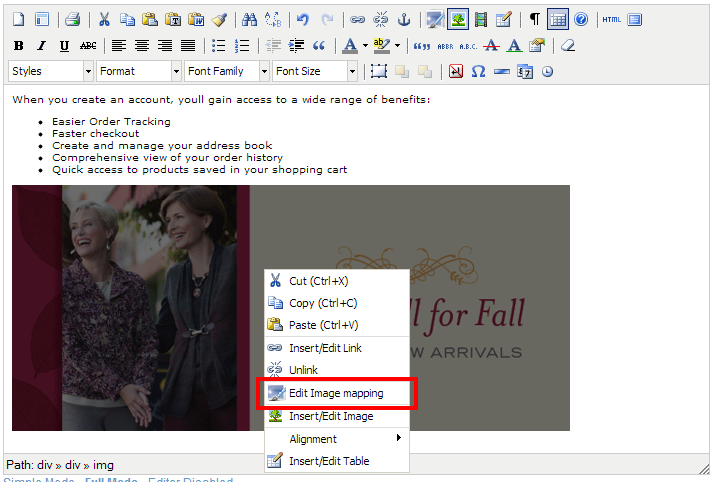 HTML
B I U ABC
A ab ABBR A.B.C. A A
Styles Format Font Family Font Size
When you create an account, youll gain access to a wide range of benefits:
Easier Order Tracking
Faster checkout
Create and manage your address book
Comprehensive view of your order history
Quick access to products saved in your shopping cart
Cut (Ctrl+X)
Copy (Ctrl+C)
Paste (Ctrl+V)
ll for Fall
Insert/Edit Link
W ARRIVALS
Unlink
Edit Image mapping
Insert/Edit Image
Alignment
Insert/Edit Table
Path: div » div » img
Simple Mode - Full Mode - Editor Disabled